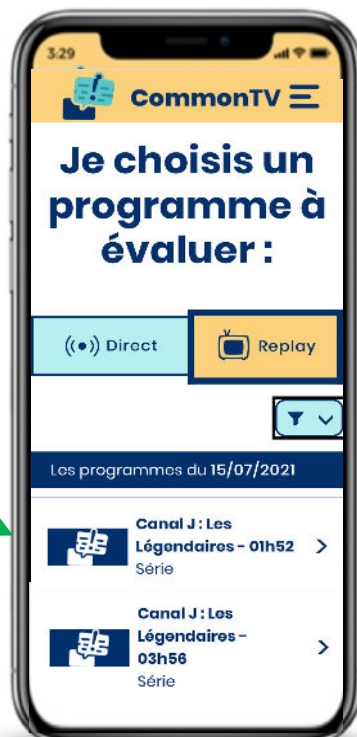 3:29
CommonTV
Je choisis un
programme à
évaluer :
Direct
Replay
Les programmes du 15/07/2021
Canal J : Les
Légendaires - 01h52
Série
Canal J : Les
Légendaires -
03h56
Série